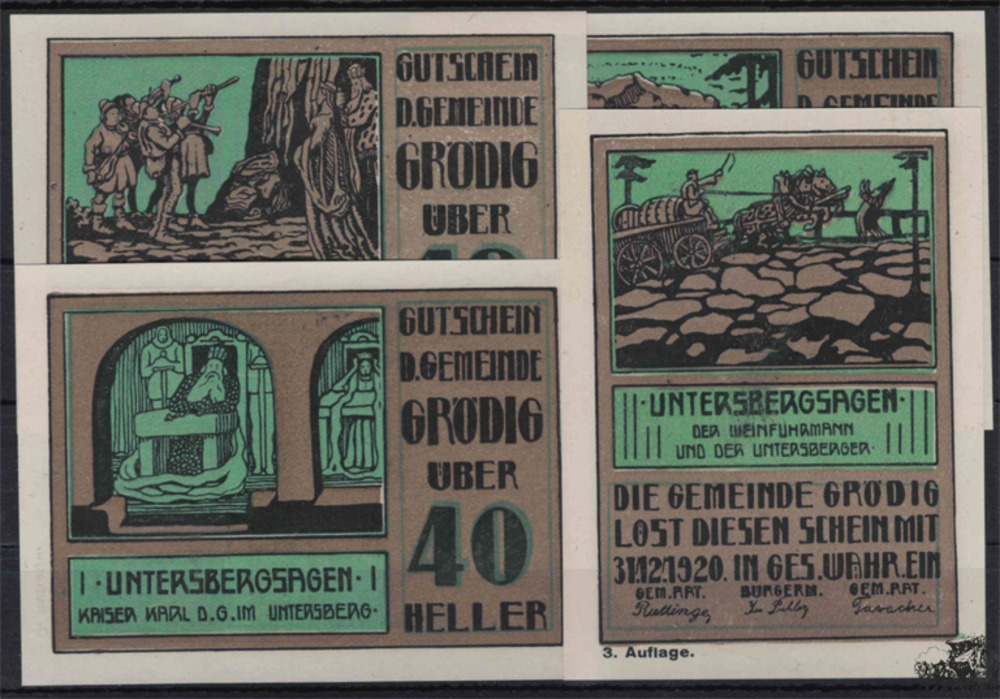 GUTSCHEIN
D.GEMEINDE
GRÖDIG
ÜBER
GUTSCHEIN
D.GEMEINDE
GUTSCHEIN
D.GEMEINDE
GRÖDIG
ÜBER
40
HELLER
·UNTERSBERGSAGEN·
KAISER KARL D.G.IM UNTERSBERG·
·UNTERSBERGSAGEN·
DER WEINFUHRMANN
UND DER UNTERSBERGER·
DIE GEMEINDE GRÖDIG
LÖST DIESEN SCHEIN MIT
31.12.1920. IN GES.WÄHR.EIN
GEM.RAT. BÜRGERM. GEM.RAT.
3. Auflage.